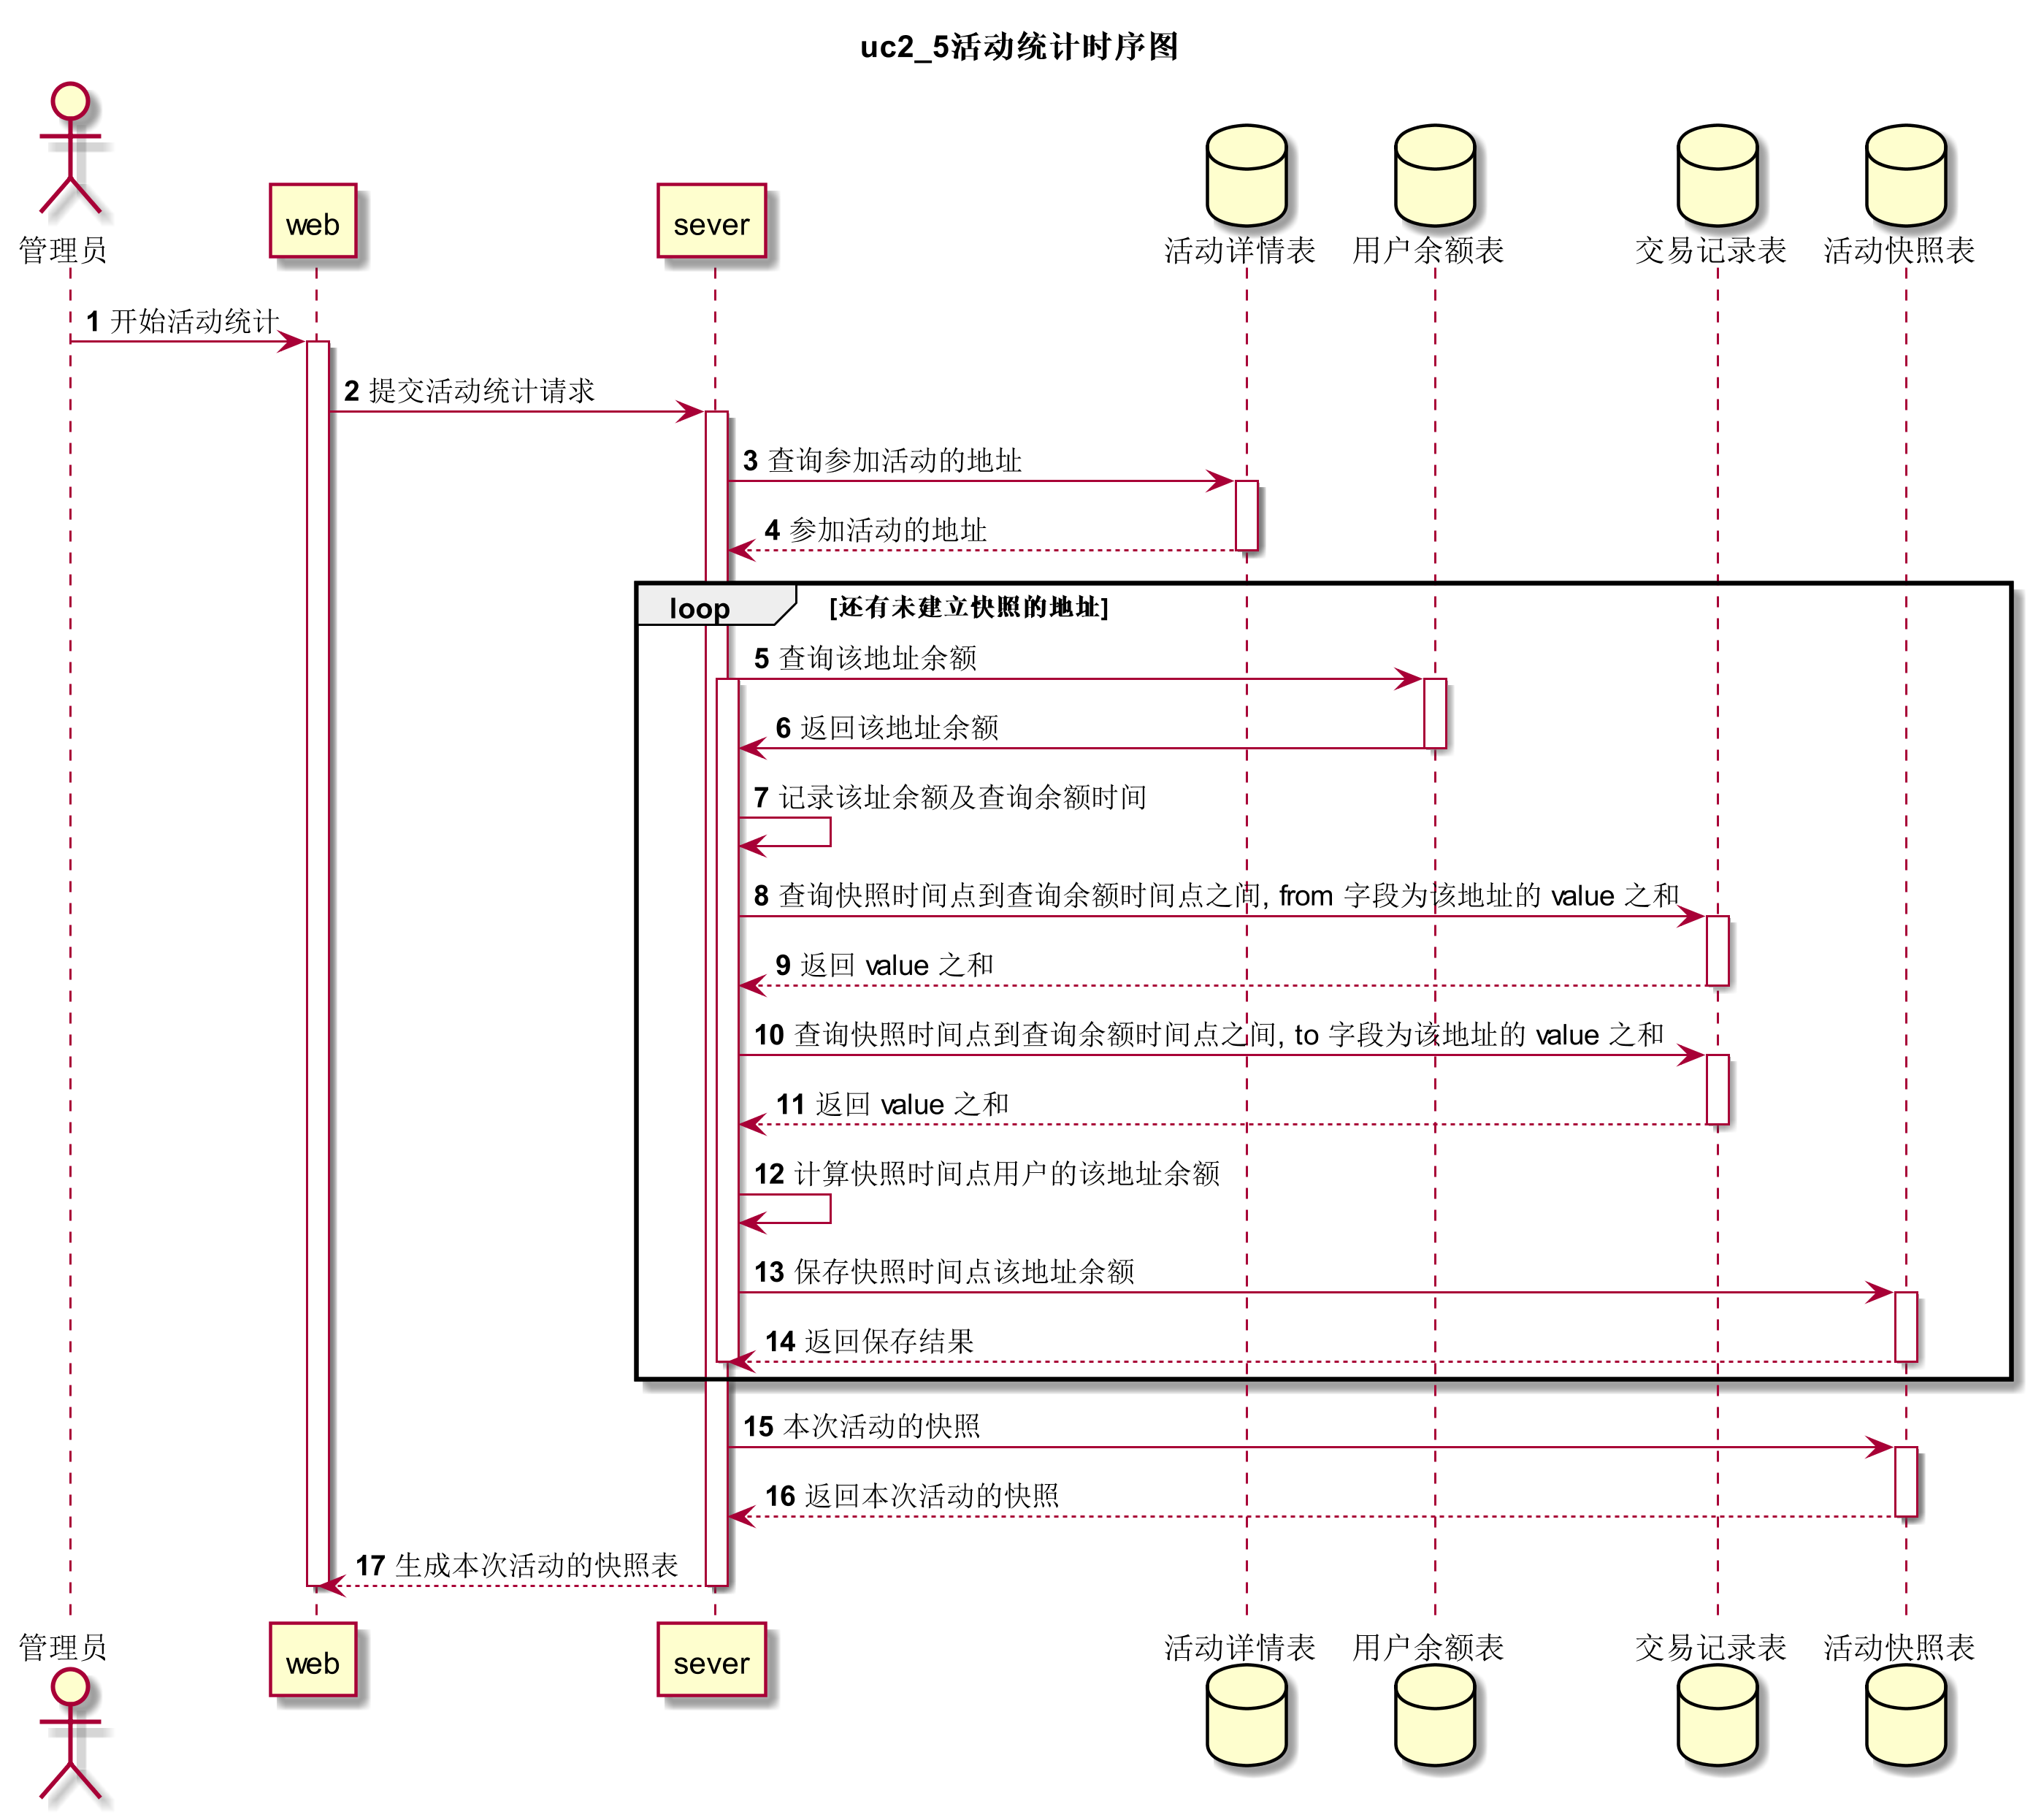 uc2_5活动统计时序图
管理员
web
sever
活动详情表
用户余额表
交易记录表
活动快照表
1 开始活动统计
2 提交活动统计请求
3 查询参加活动的地址
4 参加活动的地址
loop
[还有未建立快照的地址]
5 查询该地址余额
6 返回该地址余额
7 记录该址余额及查询余额时间
8 查询快照时间点到查询余额时间点之间, from 字段为该地址的 value 之和
9 返回 value 之和
10 查询快照时间点到查询余额时间点之间, to 字段为该地址的 value 之和
11 返回 value 之和
12 计算快照时间点用户的该地址余额
13 保存快照时间点该地址余额
14 返回保存结果
15 本次活动的快照
16 返回本次活动的快照
17 生成本次活动的快照表
管理员
web
sever
活动详情表
用户余额表
交易记录表
活动快照表